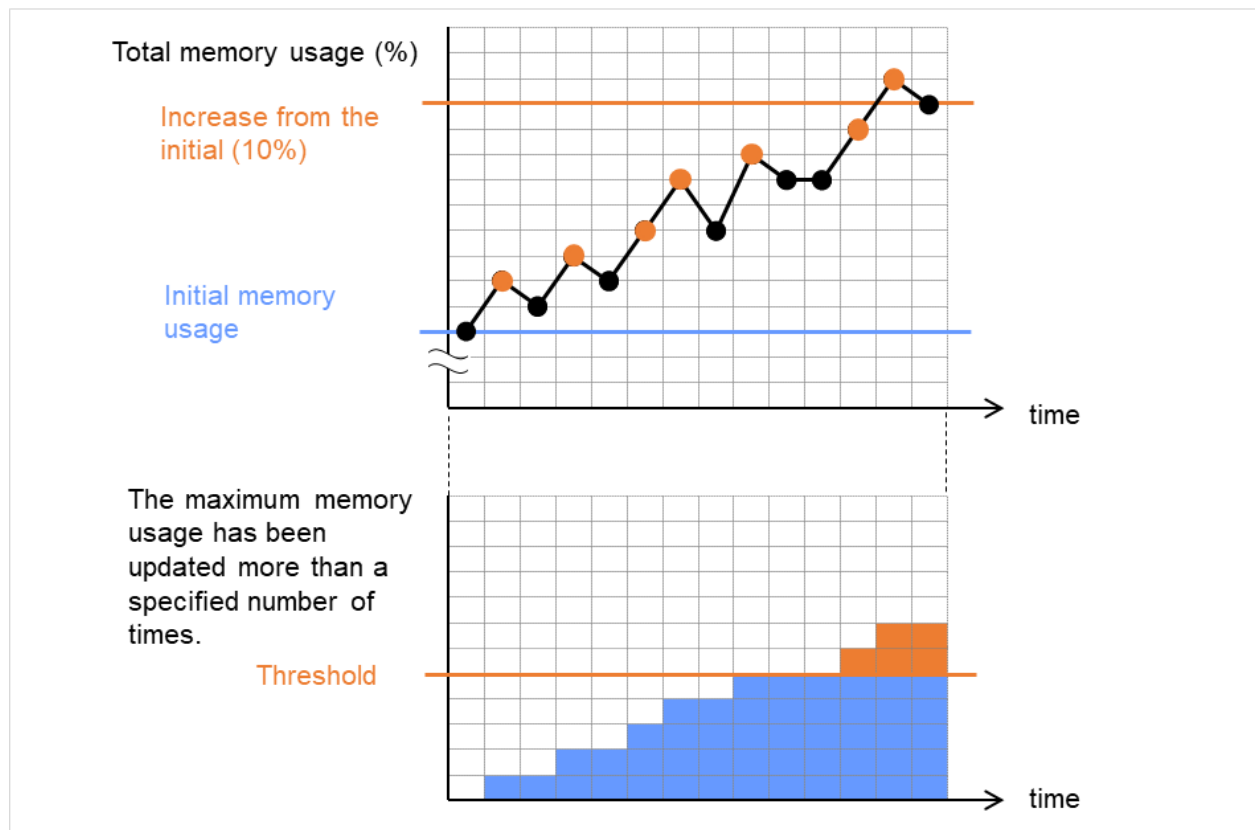 Total memory usage (%)
Increase from the
initial (10%)
Initial memory
usage
time
The maximum memory
usage has been
updated more than a
specified number of
times.
Threshold
time